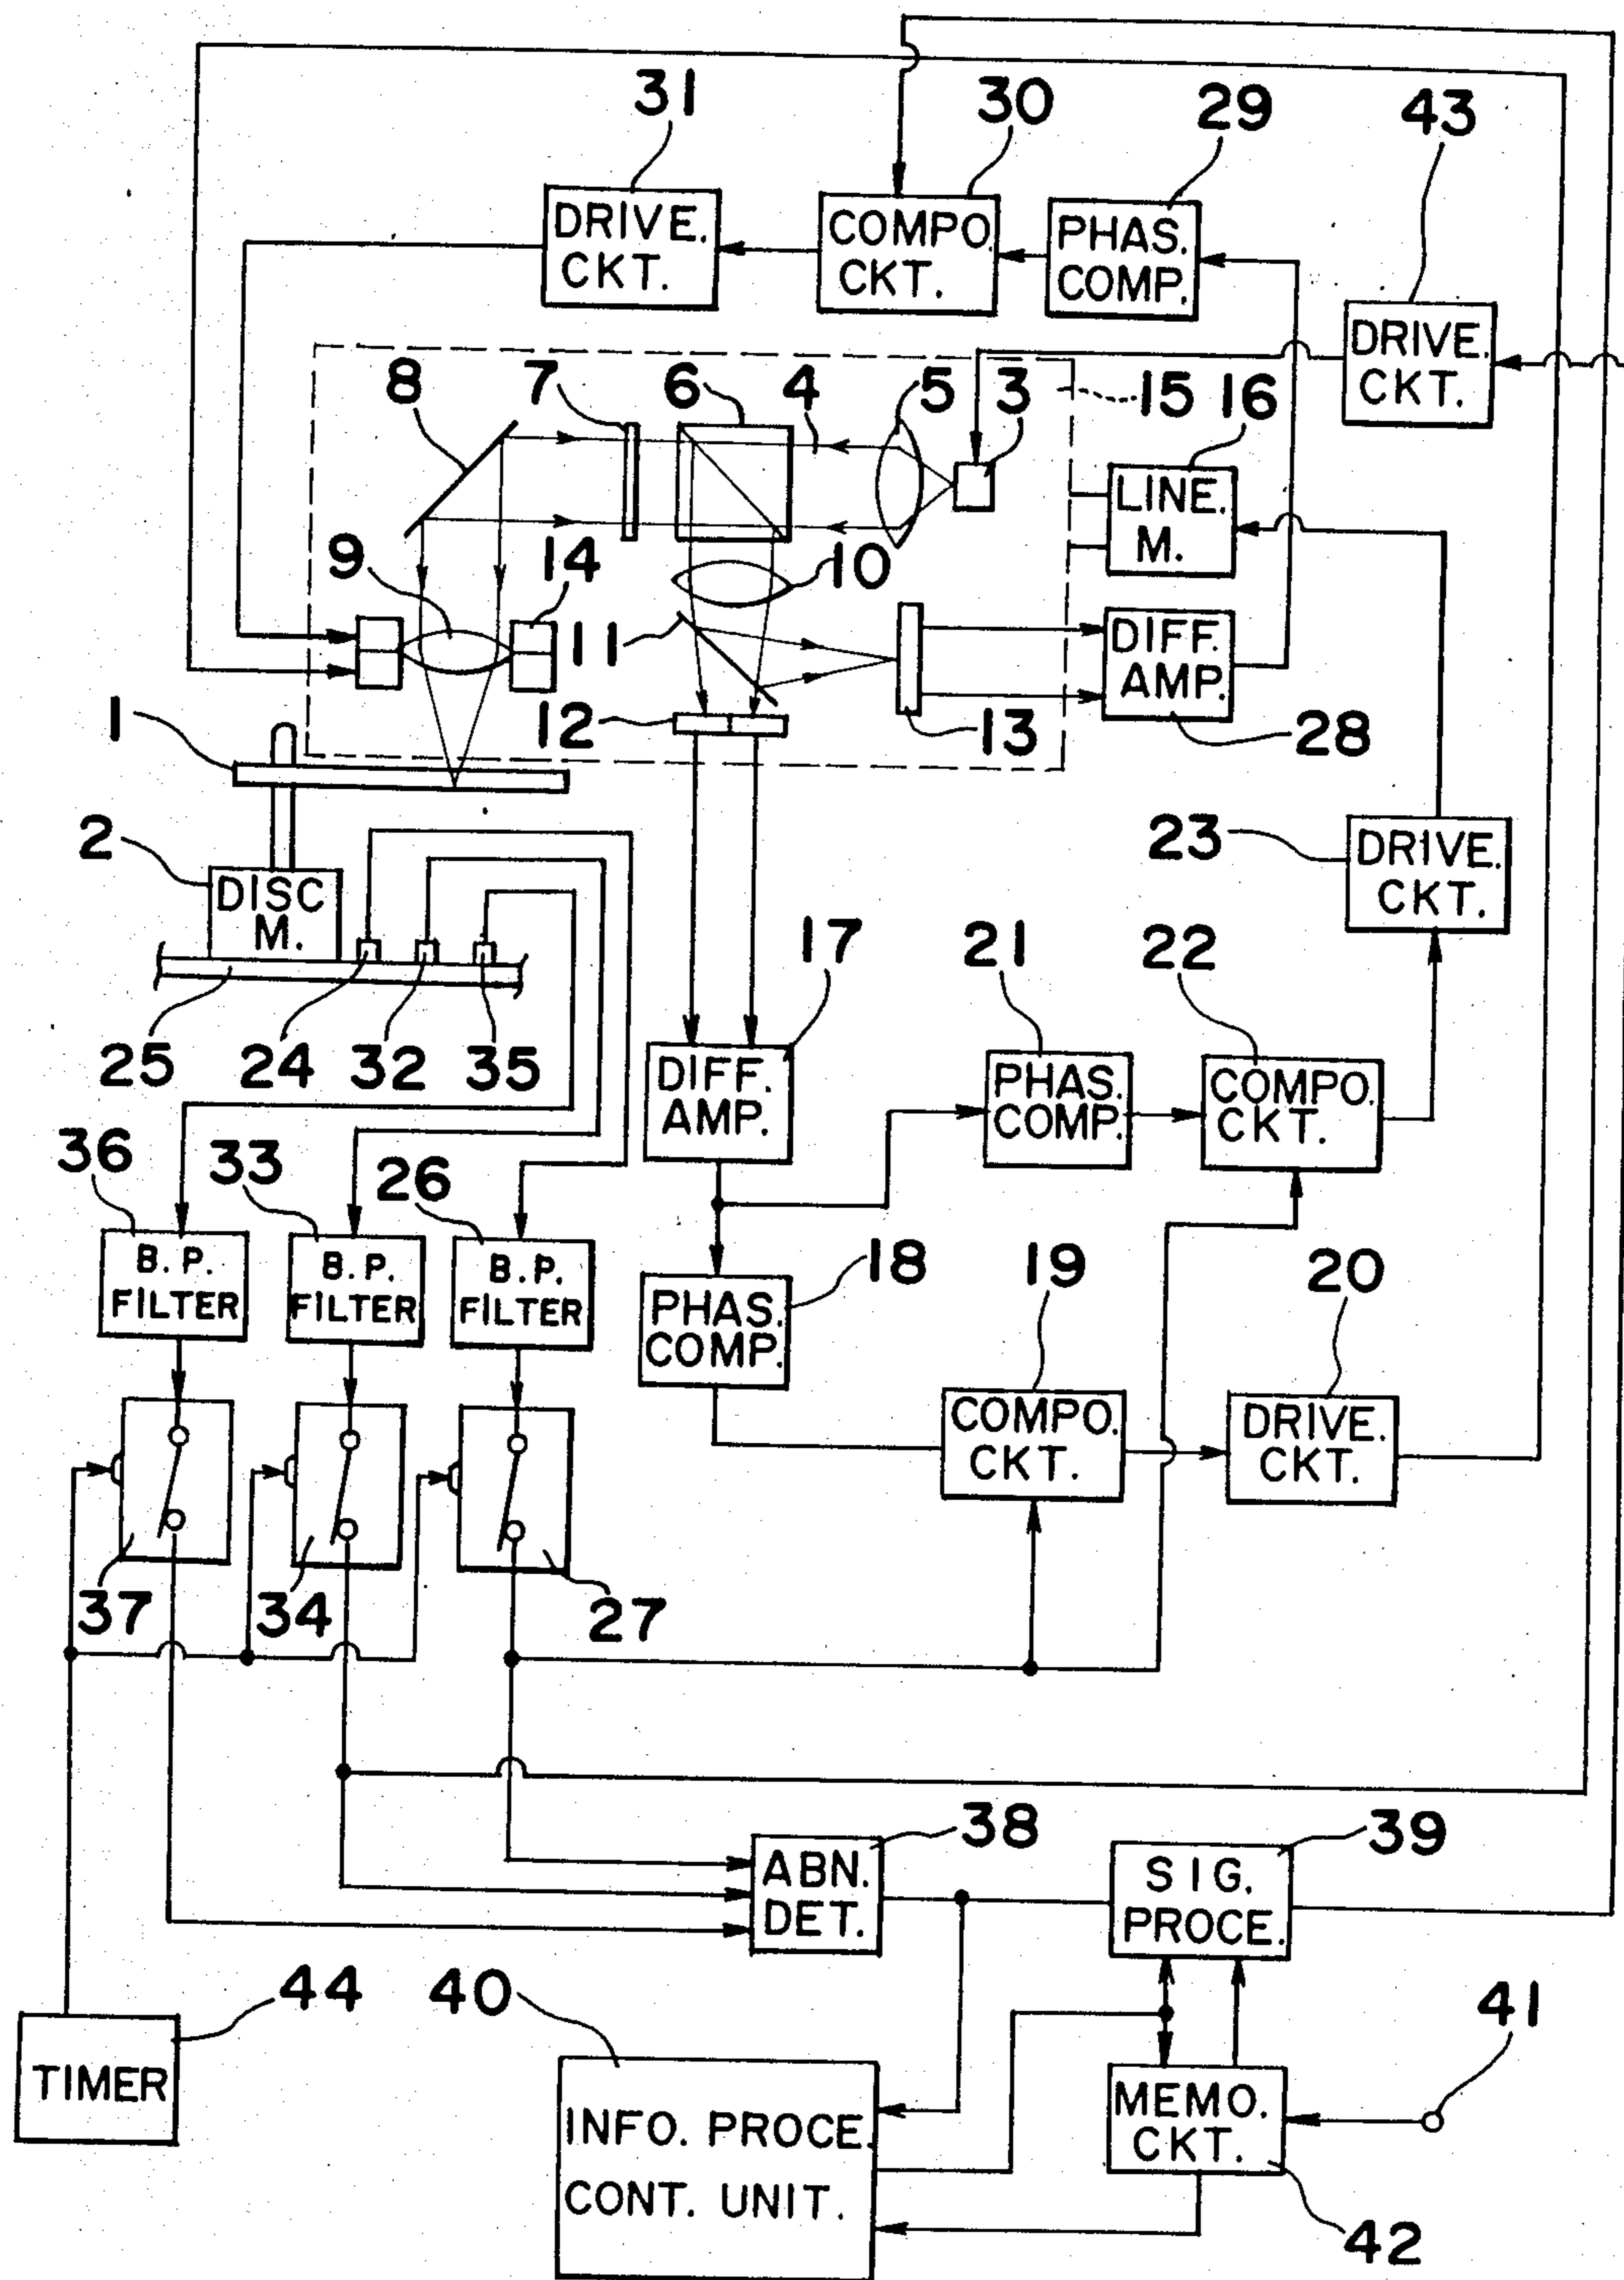 31
30
29
43
DRIVE.
CKT.
COMPO.
CKT.
PHAS.
COMP.
DRIVE.
CKT.
8
7
6
4
5
3
15
16
LINE.
M.
9
14
10
11
DIFF.
AMP.
12
13
28
1
2
DISC
M.
23
DRIVE.
CKT.
17
21
22
25
24
32
35
DIFF.
AMP.
PHAS.
COMP.
COMPO.
CKT.
36
33
26
B.P.
FILTER
B.P.
FILTER
B.P.
FILTER
18
19
20
PHAS.
COMP.
COMPO.
CKT.
DRIVE.
CKT.
37
34
27
38
39
ABN.
DET.
SIG.
PROCE.
44
40
41
TIMER
INFO. PROCE.
CONT. UNIT.
MEMO.
CKT.
42